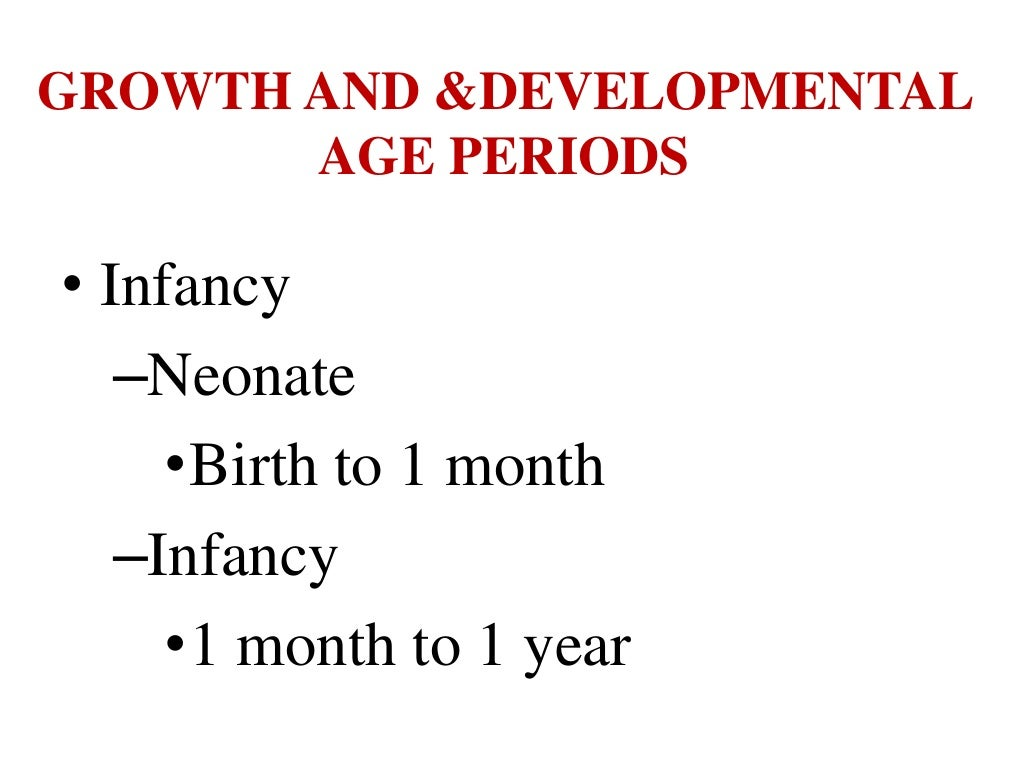 GROWTH AND &DEVELOPMENTAL
AGE PERIODS
• Infancy
–Neonate
•Birth to 1 month
–Infancy
•1 month to 1 year